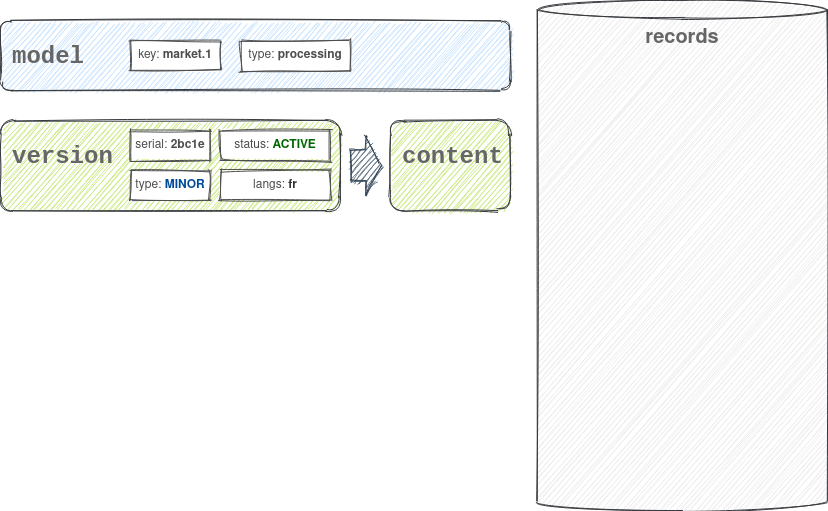 model
key: market.1
type: processing
records
version
serial: 2bc1e
status: ACTIVE
type: MINOR
langs: fr
content